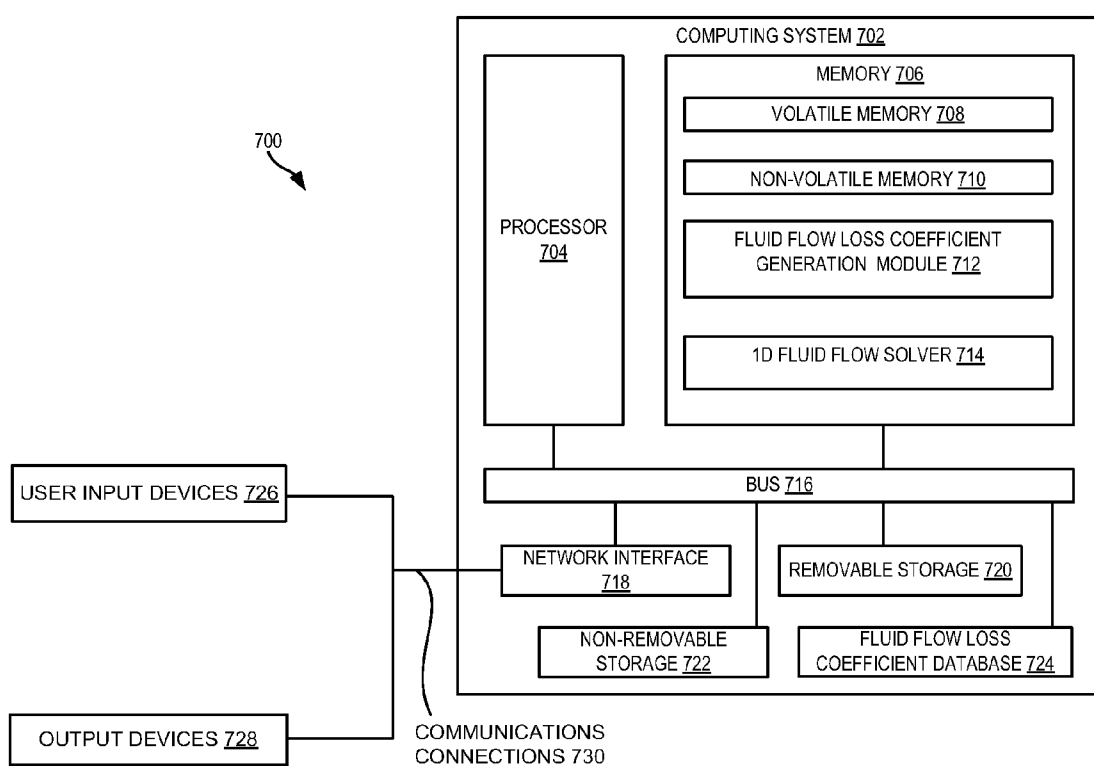 COMPUTING SYSTEM 702
MEMORY 706
VOLATILE MEMORY 708
700
NON-VOLATILE MEMORY 710
PROCESSOR
704
FLUID FLOW LOSS COEFFICIENT
GENERATION MODULE 712
1D FLUID FLOW SOLVER 714
USER INPUT DEVICES 726
BUS 716
NETWORK INTERFACE
718
REMOVABLE STORAGE 720
NON-REMOVABLE
STORAGE 722
FLUID FLOW LOSS
COEFFICIENT DATABASE 724
OUTPUT DEVICES 728
COMMUNICATIONS
CONNECTIONS 730